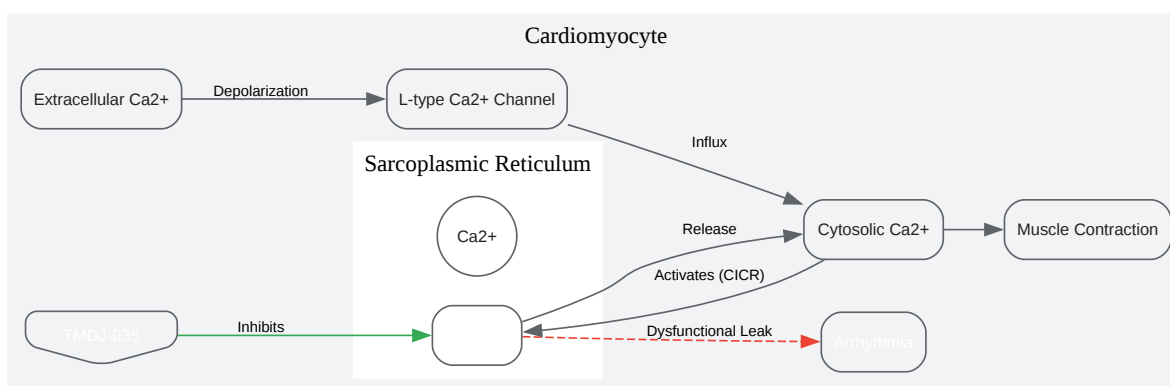 Cardiomyocyte
Extracellular Ca2+
Depolarization
L-type Ca2+ Channel
Influx
Sarcoplasmic Reticulum
Ca2+
Release
Cytosolic Ca2+
Muscle Contraction
Activates (CICR)
TMDJ-035
Inhibits
Dysfunctional Leak
Arrhythmia